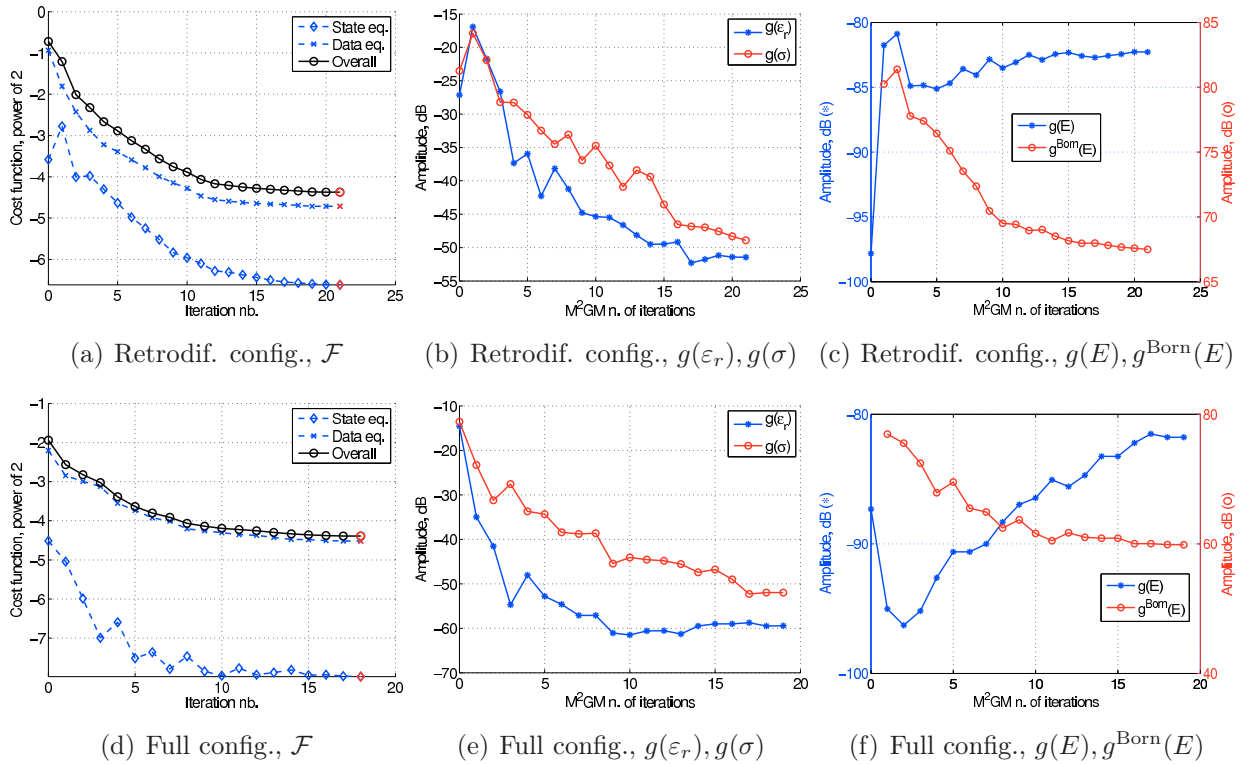 State eq.
Data eq.
Overall
Cost function, power of 2
−1
−2
−3
−4
−5
−6
0
5
10
15
20
25
Iteration nb.
(a) Retrodif. config., ℱ
g(ε_r)
g(σ)
Amplitude, dB
−15
−20
−25
−30
−35
−40
−45
−50
−55
0
5
10
15
20
25
M²GM n. of iterations
(b) Retrodif. config., g(ε_r), g(σ)
g(E)
g^Born(E)
Amplitude, dB (*)
−80
−85
−90
−95
−100
85
80
75
70
65
Amplitude, dB (o)
0
5
10
15
20
25
M²GM n. of iterations
(c) Retrodif. config., g(E), g^Born(E)
State eq.
Data eq.
Overall
Cost function, power of 2
−1
−2
−3
−4
−5
−6
−7
0
5
10
15
20
Iteration nb.
(d) Full config., ℱ
g(ε_r)
g(σ)
Amplitude, dB
−10
−20
−30
−40
−50
−60
−70
0
5
10
15
20
M²GM n. of iterations
(e) Full config., g(ε_r), g(σ)
g(E)
g^Born(E)
Amplitude, dB (*)
−80
−90
−100
80
60
40
Amplitude, dB (o)
0
5
10
15
20
M²GM n. of iterations
(f) Full config., g(E), g^Born(E)